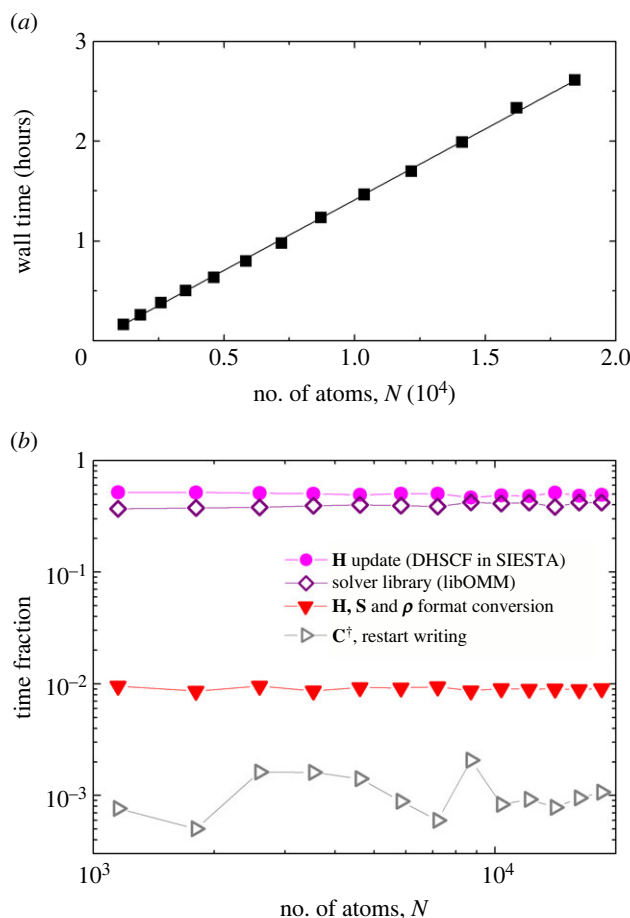 (a)
3
2
1
wall time (hours)
0
0.5
1.0
1.5
2.0
no. of atoms, N (10⁴)
(b)
1
10⁻¹
10⁻²
10⁻³
time fraction
H update (DHSCF in SIESTA)
solver library (libOMM)
H, S and ρ format conversion
C†, restart writing
10³
10⁴
no. of atoms, N